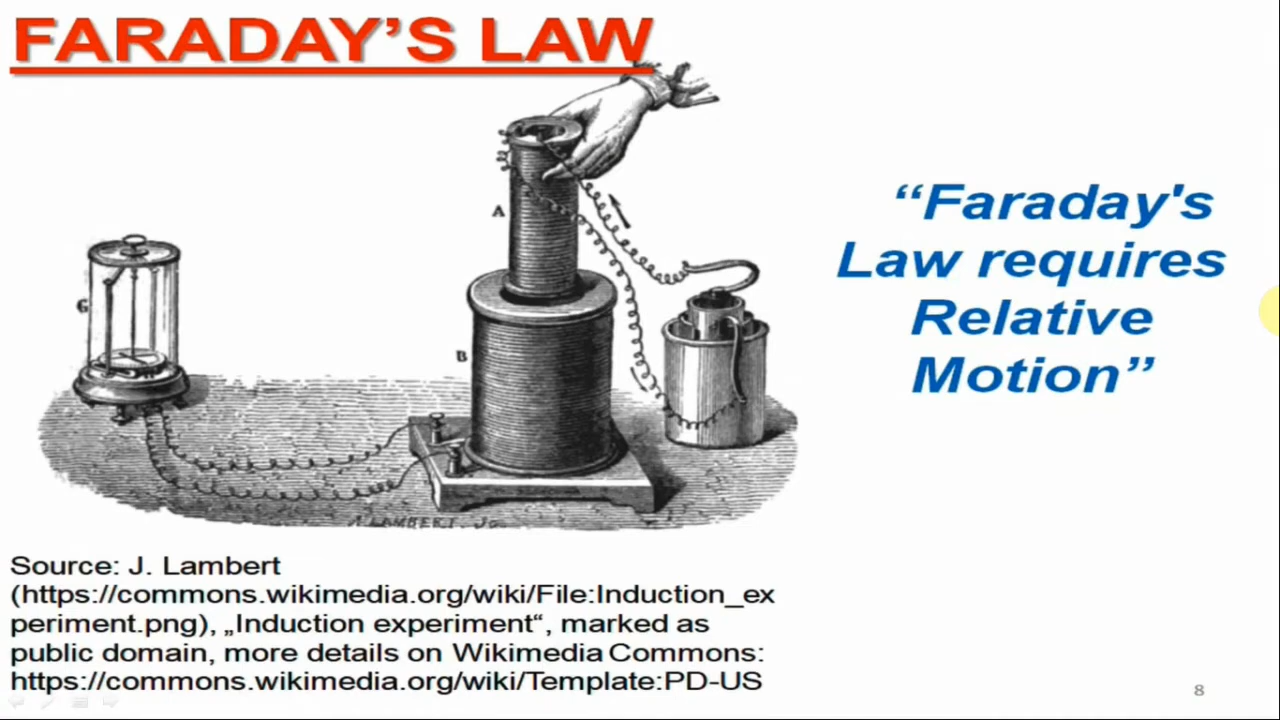 FARADAY’S LAW
A
G
B
“Faraday's
Law requires
Relative
Motion”
Source: J. Lambert
(https://commons.wikimedia.org/wiki/File:Induction_ex
periment.png), „Induction experiment“, marked as
public domain, more details on Wikimedia Commons:
https://commons.wikimedia.org/wiki/Template:PD-US
8